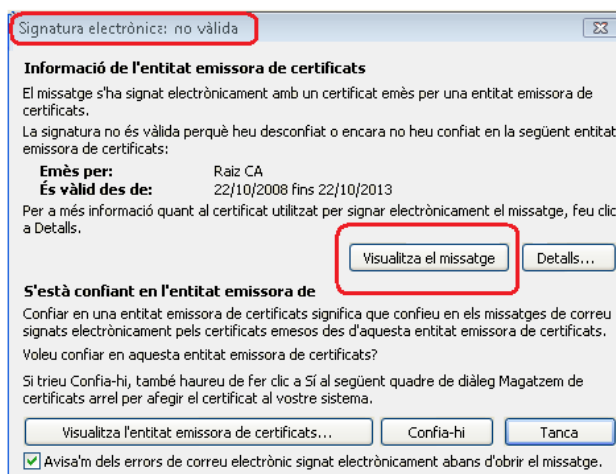 Signatura electrònica: no vàlida
Informació de l'entitat emissora de certificats
El missatge s'ha signat electrònicament amb un certificat emès per una entitat emissora de
certificats.
La signatura no és vàlida perquè heu desconfiat o encara no heu confiat en la següent entitat
emissora de certificats:
Emès per: Raiz CA
És vàlid des de: 22/10/2008 fins 22/10/2013
Per a més informació quant al certificat utilitzat per signar electrònicament el missatge, feu clic
a Detalls.
Visualitza el missatge Detalls...
S'està confiant en l'entitat emissora de
Confiar en una entitat emissora de certificats significa que confieu en els missatges de correu
signats electrònicament pels certificats emesos des d'aquesta entitat emissora de certificats.
Voleu confiar en aquesta entitat emissora de certificats?
Si trieu Confia-hi, també haureu de fer clic a Sí al següent quadre de diàleg Magatzem de
certificats arrel per afegir el certificat al vostre sistema.
Visualitza l'entitat emissora de certificats... Confia-hi Tanca
Avisa'm dels errors de correu electrònic signat electrònicament abans d'obrir el missatge.